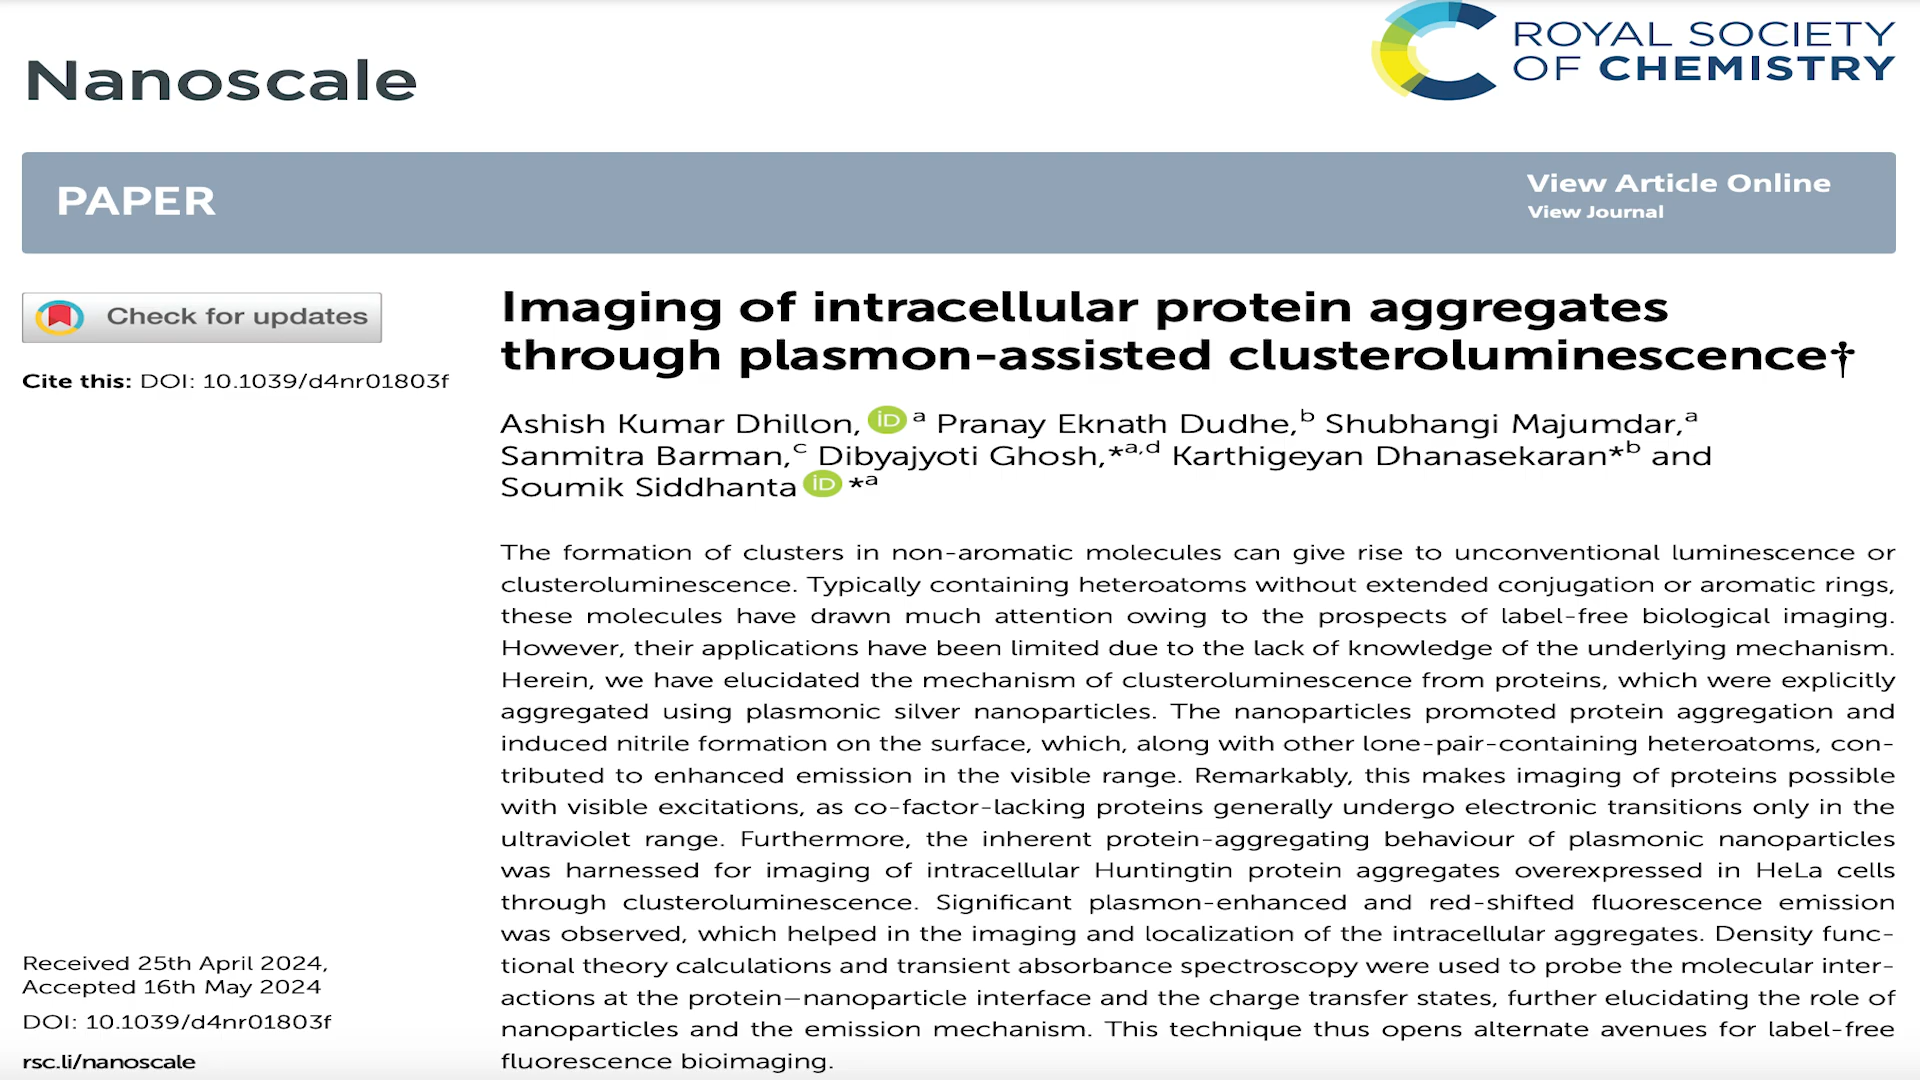 Nanoscale
ROYAL SOCIETY
OF CHEMISTRY
PAPER
View Article Online
View Journal
Check for updates
Cite this: DOI: 10.1039/d4nr01803f
Imaging of intracellular protein aggregates
through plasmon-assisted clusteroluminescence†
Ashish Kumar Dhillon, iD a Pranay Eknath Dudhe,b Shubhangi Majumdar,a
Sanmitra Barman,c Dibyajyoti Ghosh,*a,d Karthigeyan Dhanasekaran*b and
Soumik Siddhanta iD *a
The formation of clusters in non-aromatic molecules can give rise to unconventional luminescence or
clusteroluminescence. Typically containing heteroatoms without extended conjugation or aromatic rings,
these molecules have drawn much attention owing to the prospects of label-free biological imaging.
However, their applications have been limited due to the lack of knowledge of the underlying mechanism.
Herein, we have elucidated the mechanism of clusteroluminescence from proteins, which were explicitly
aggregated using plasmonic silver nanoparticles. The nanoparticles promoted protein aggregation and
induced nitrile formation on the surface, which, along with other lone-pair-containing heteroatoms, con-
tributed to enhanced emission in the visible range. Remarkably, this makes imaging of proteins possible
with visible excitations, as co-factor-lacking proteins generally undergo electronic transitions only in the
ultraviolet range. Furthermore, the inherent protein-aggregating behaviour of plasmonic nanoparticles
was harnessed for imaging of intracellular Huntingtin protein aggregates overexpressed in HeLa cells
through clusteroluminescence. Significant plasmon-enhanced and red-shifted fluorescence emission
was observed, which helped in the imaging and localization of the intracellular aggregates. Density func-
tional theory calculations and transient absorbance spectroscopy were used to probe the molecular inter-
actions at the protein–nanoparticle interface and the charge transfer states, further elucidating the role of
nanoparticles and the emission mechanism. This technique thus opens alternate avenues for label-free
fluorescence bioimaging.
Received 25th April 2024,
Accepted 16th May 2024
DOI: 10.1039/d4nr01803f
rsc.li/nanoscale